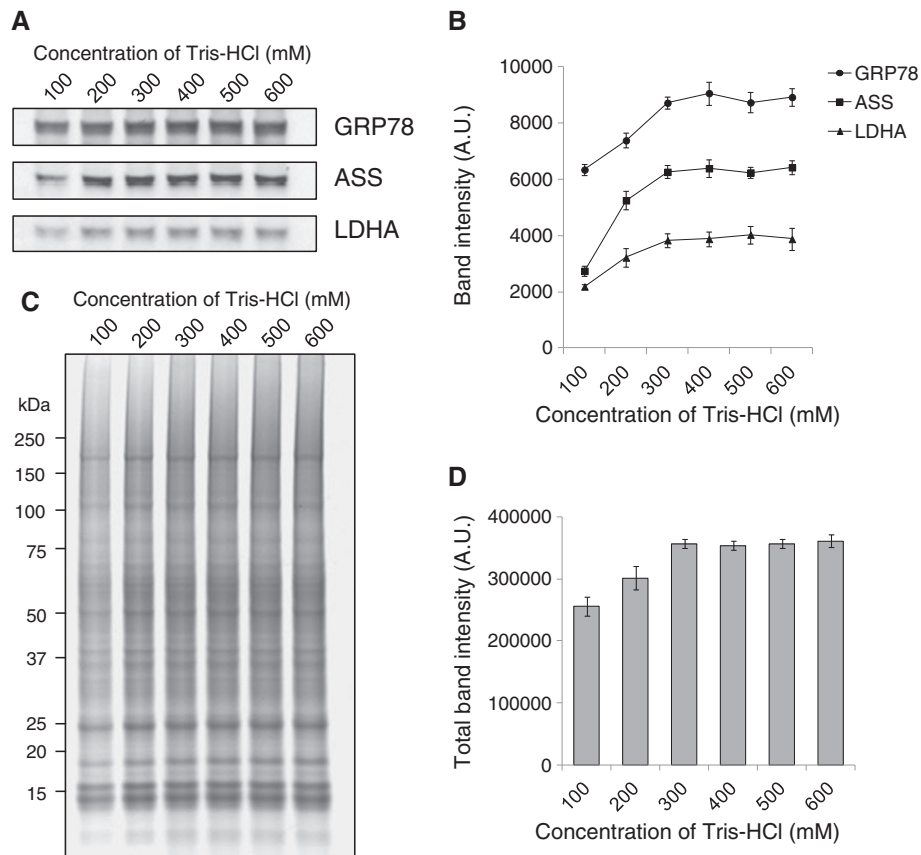 A
Concentration of Tris-HCl (mM)
100 200 300 400 500 600
GRP78
ASS
LDHA
B
10000
8000
6000
4000
2000
0
Band intensity (A.U.)
GRP78
ASS
LDHA
100 200 300 400 500 600
Concentration of Tris-HCl (mM)
C
Concentration of Tris-HCl (mM)
100 200 300 400 500 600
kDa
250
150
100
75
50
37
25
20
15
D
400000
300000
200000
100000
0
Total band intensity (A.U.)
100 200 300 400 500 600
Concentration of Tris-HCl (mM)